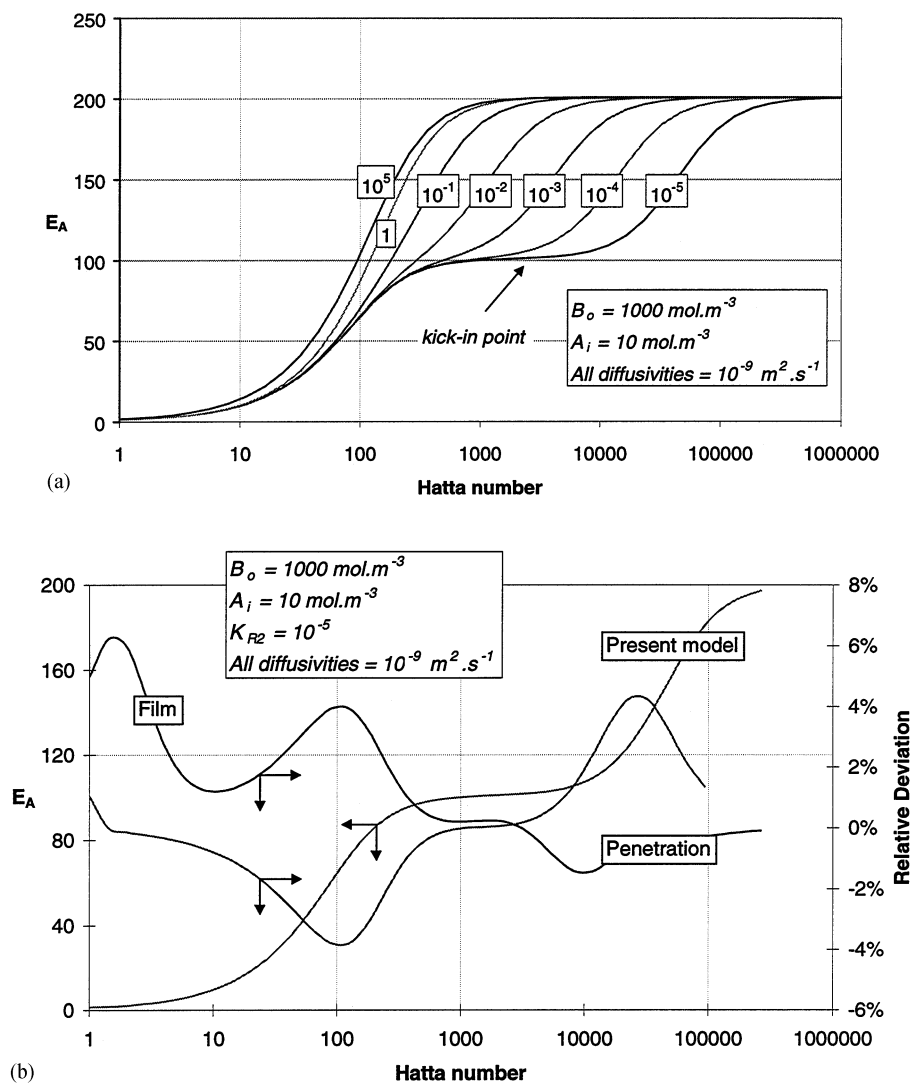 250
200
150
100
50
0
E_A
10^5
1
10^-1
10^-2
10^-3
10^-4
10^-5
kick-in point
B_o = 1000 mol.m^-3
A_i = 10 mol.m^-3
All diffusivities = 10^-9 m^2.s^-1
1 10 100 1000 10000 100000 1000000
Hatta number
(a)
B_o = 1000 mol.m^-3
A_i = 10 mol.m^-3
K_R2 = 10^-5
All diffusivities = 10^-9 m^2.s^-1
200
160
120
80
40
0
E_A
Film
Present model
Penetration
8%
6%
4%
2%
0%
-2%
-4%
-6%
Relative Deviation
1 10 100 1000 10000 100000 1000000
Hatta number
(b)